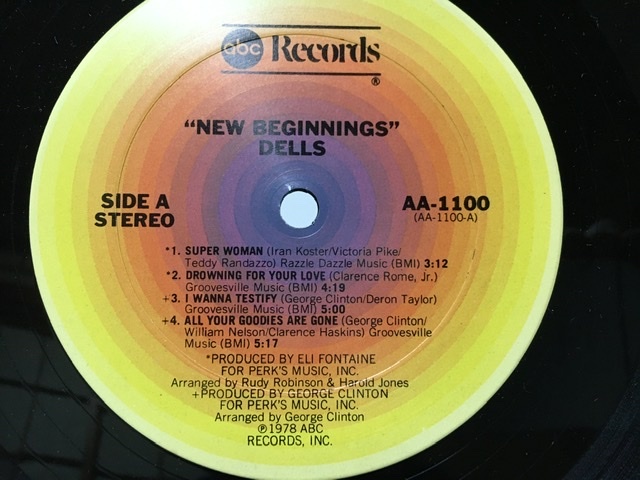 abc Records
®
"NEW BEGINNINGS"
DELLS
SIDE A
STEREO
AA-1100
(AA-1100-A)
*1. SUPER WOMAN (Iran Koster/Victoria Pike/
Teddy Randazzo) Razzle Dazzle Music (BMI) 3:12
*2. DROWNING FOR YOUR LOVE (Clarence Rome, Jr.)
Groovesville Music (BMI) 4:19
+3. I WANNA TESTIFY (George Clinton/Deron Taylor)
Groovesville Music (BMI) 5:00
+4. ALL YOUR GOODIES ARE GONE (George Clinton/
William Nelson/Clarence Haskins) Groovesville
Music (BMI) 5:17
*PRODUCED BY ELI FONTAINE
FOR PERK'S MUSIC, INC.
Arranged by Rudy Robinson & Harold Jones
+PRODUCED BY GEORGE CLINTON
FOR PERK'S MUSIC, INC.
Arranged by George Clinton
℗1978 ABC
RECORDS, INC.